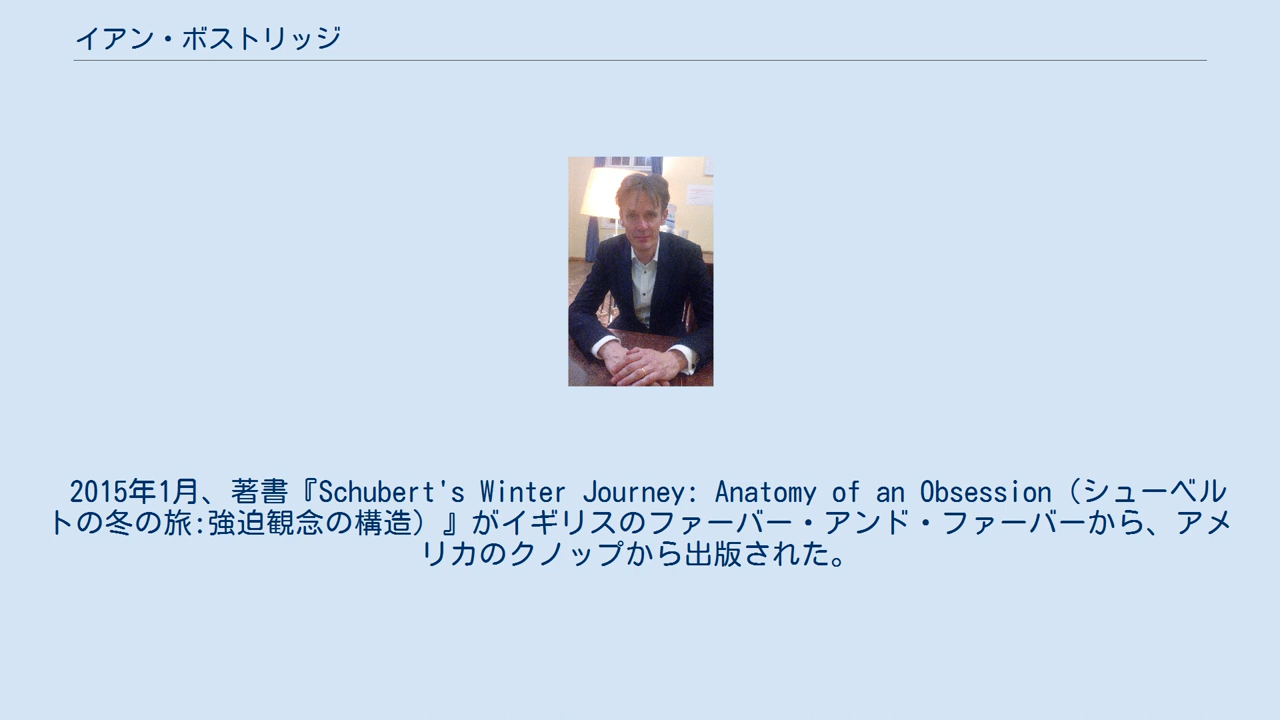 イアン・ボストリッジ
2015年1月、著書『Schubert's Winter Journey: Anatomy of an Obsession（シューベル
トの冬の旅:強迫観念の構造）』がイギリスのファーバー・アンド・ファーバーから、アメ
リカのクノップから出版された。